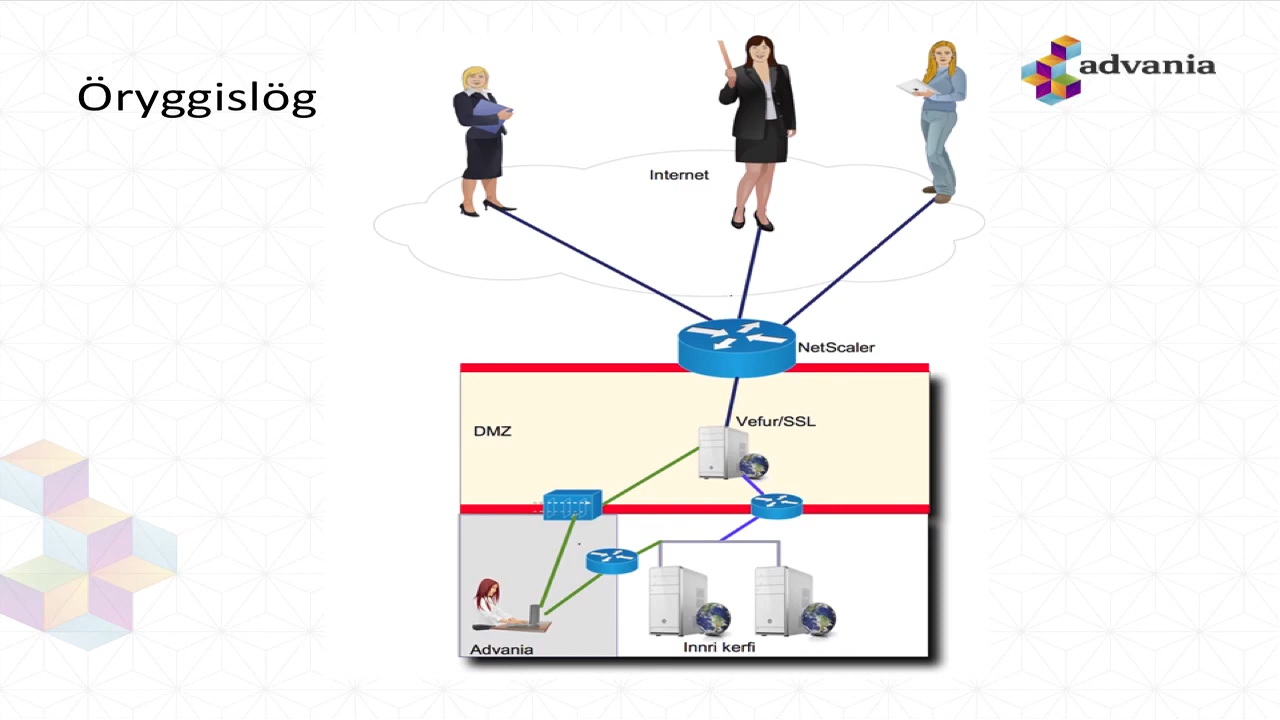 Öryggislög
advania
Internet
NetScaler
Vefur/SSL
DMZ
Advania
Innri kerfi